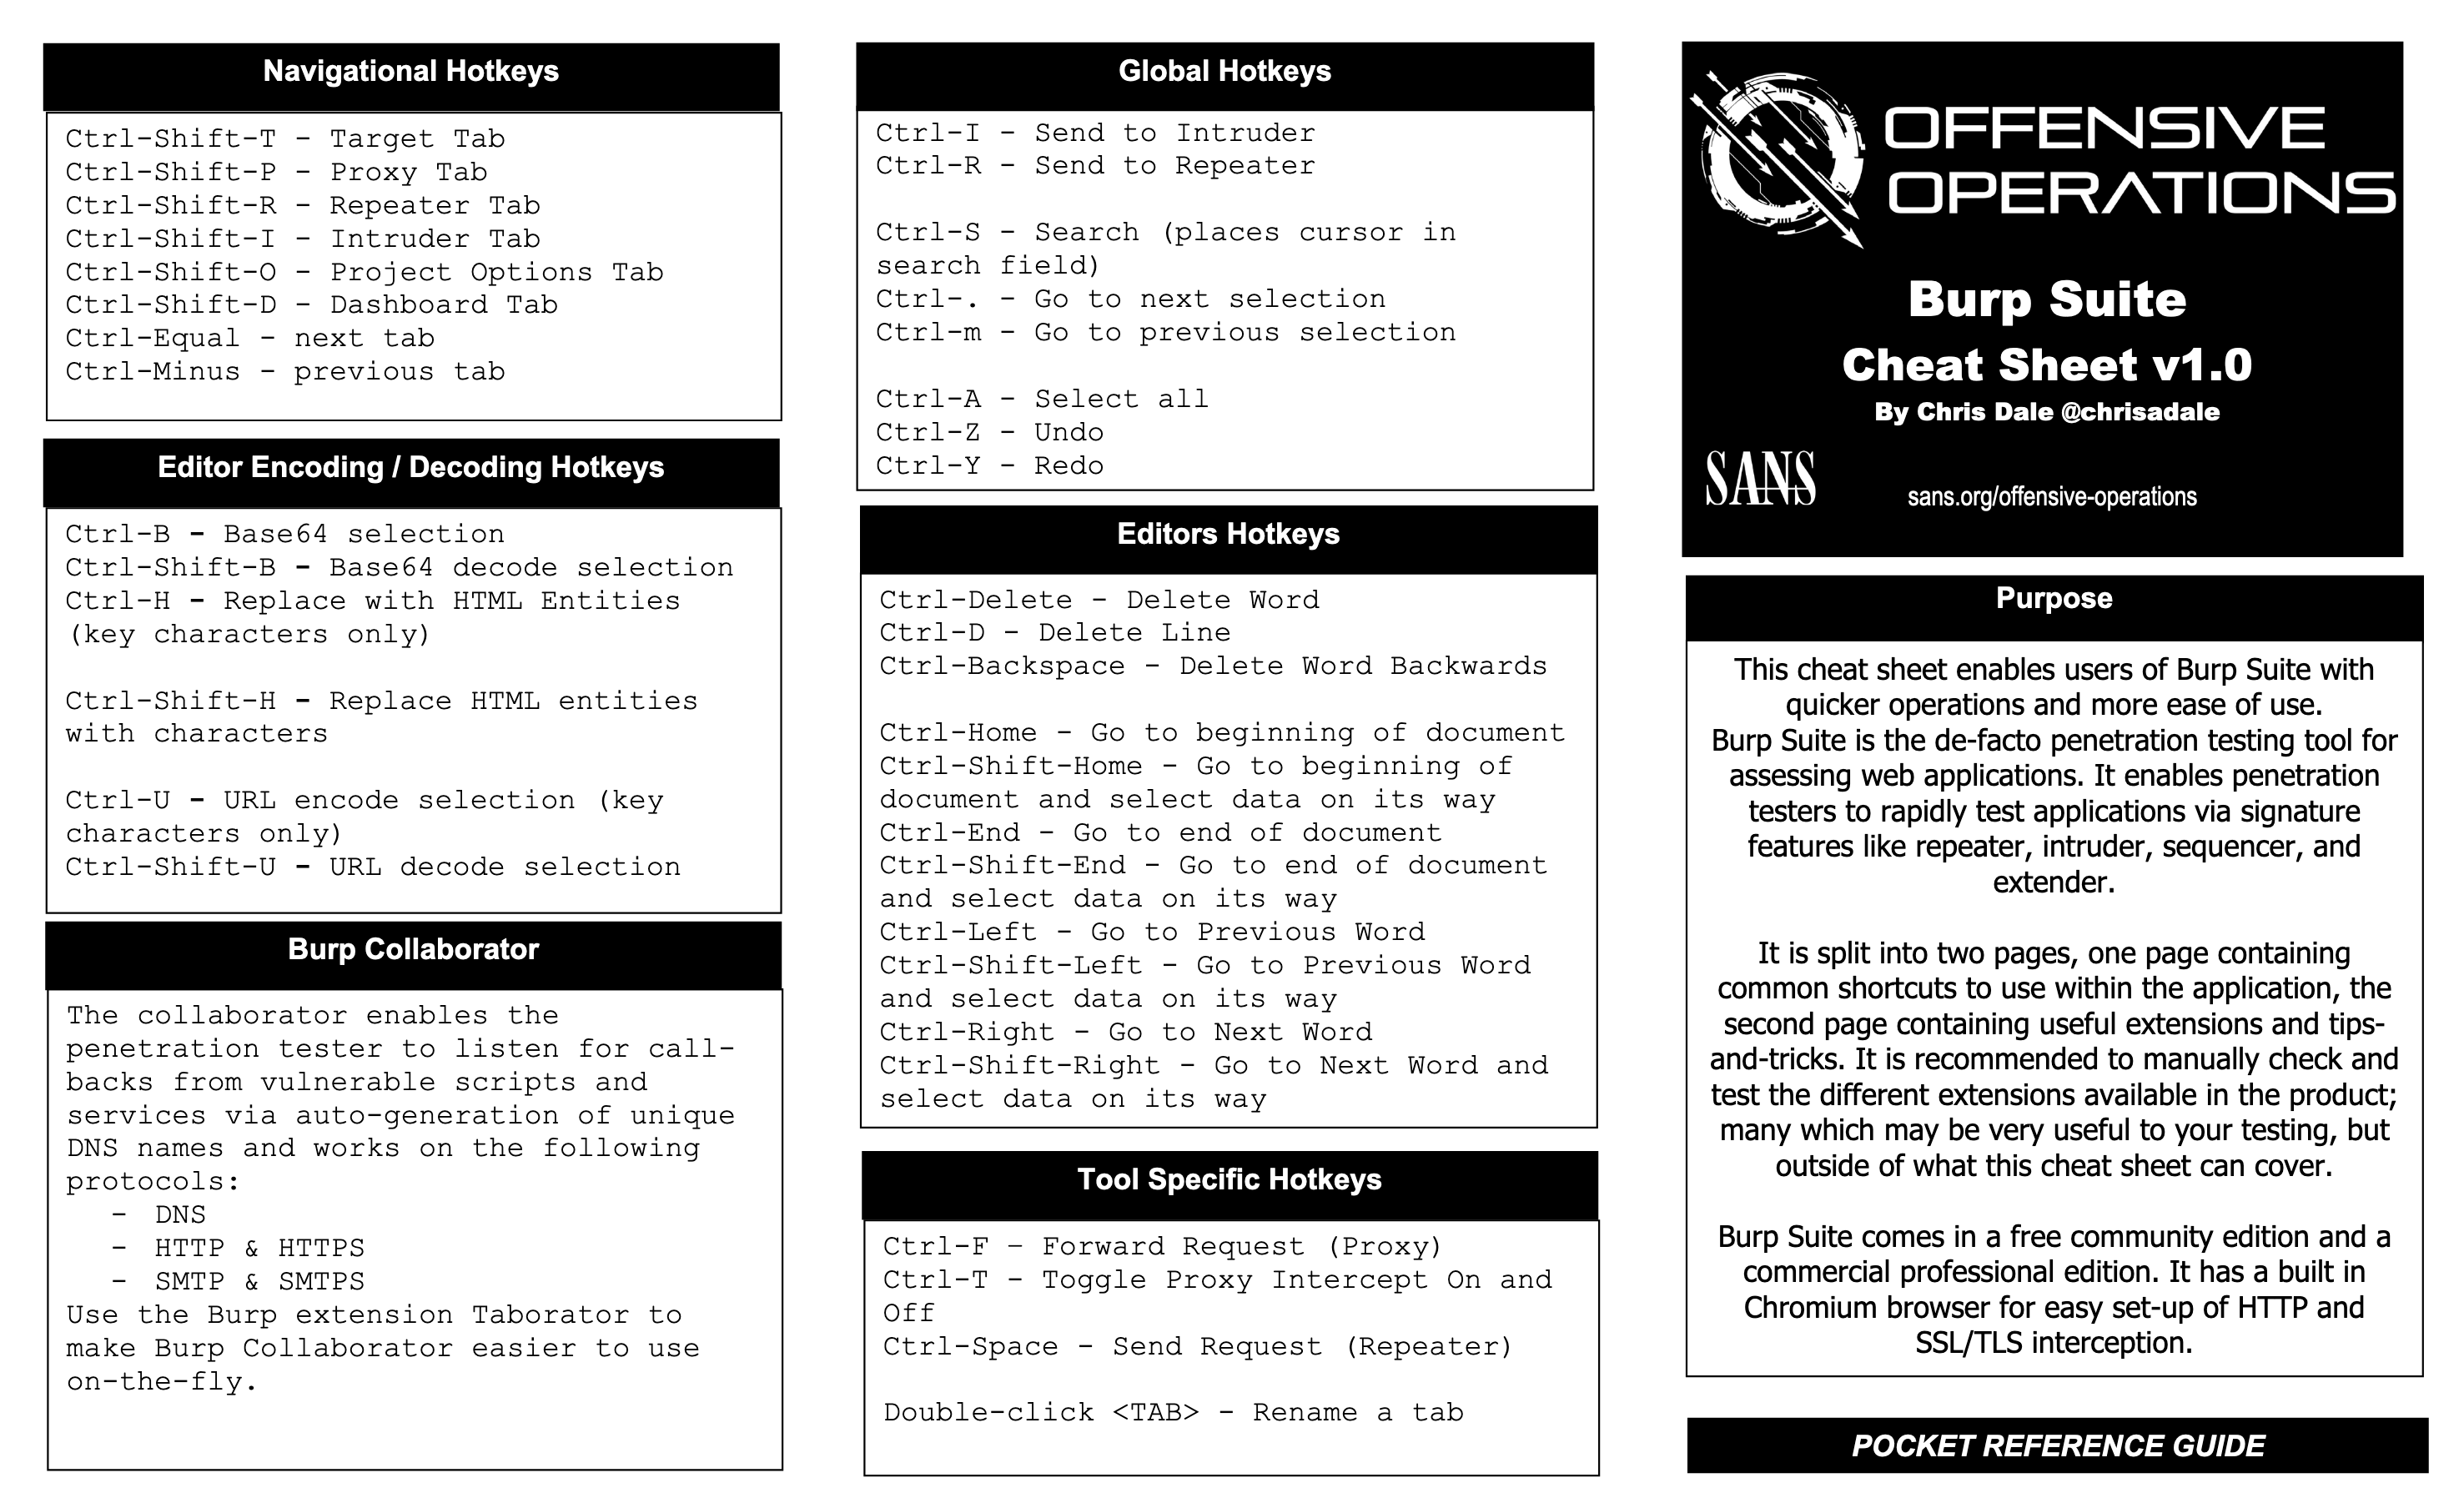 Navigational Hotkeys
Ctrl-Shift-T - Target Tab
Ctrl-Shift-P - Proxy Tab
Ctrl-Shift-R - Repeater Tab
Ctrl-Shift-I - Intruder Tab
Ctrl-Shift-O - Project Options Tab
Ctrl-Shift-D - Dashboard Tab
Ctrl-Equal - next tab
Ctrl-Minus - previous tab
Editor Encoding / Decoding Hotkeys
Ctrl-B - Base64 selection
Ctrl-Shift-B - Base64 decode selection
Ctrl-H - Replace with HTML Entities
(key characters only)
Ctrl-Shift-H - Replace HTML entities
with characters
Ctrl-U - URL encode selection (key
characters only)
Ctrl-Shift-U - URL decode selection
Burp Collaborator
The collaborator enables the
penetration tester to listen for call-
backs from vulnerable scripts and
services via auto-generation of unique
DNS names and works on the following
protocols:
- DNS
- HTTP & HTTPS
- SMTP & SMTPS
Use the Burp extension Taborator to
make Burp Collaborator easier to use
on-the-fly.
Global Hotkeys
Ctrl-I - Send to Intruder
Ctrl-R - Send to Repeater
Ctrl-S - Search (places cursor in
search field)
Ctrl-. - Go to next selection
Ctrl-m - Go to previous selection
Ctrl-A - Select all
Ctrl-Z - Undo
Ctrl-Y - Redo
Editors Hotkeys
Ctrl-Delete - Delete Word
Ctrl-D - Delete Line
Ctrl-Backspace - Delete Word Backwards
Ctrl-Home - Go to beginning of document
Ctrl-Shift-Home - Go to beginning of
document and select data on its way
Ctrl-End - Go to end of document
Ctrl-Shift-End - Go to end of document
and select data on its way
Ctrl-Left - Go to Previous Word
Ctrl-Shift-Left - Go to Previous Word
and select data on its way
Ctrl-Right - Go to Next Word
Ctrl-Shift-Right - Go to Next Word and
select data on its way
Tool Specific Hotkeys
Ctrl-F – Forward Request (Proxy)
Ctrl-T - Toggle Proxy Intercept On and
Off
Ctrl-Space - Send Request (Repeater)
Double-click <TAB> - Rename a tab
OFFENSIVE
OPERATIONS
Burp Suite
Cheat Sheet v1.0
By Chris Dale @chrisadale
SANS
sans.org/offensive-operations
Purpose
This cheat sheet enables users of Burp Suite with
quicker operations and more ease of use.
Burp Suite is the de-facto penetration testing tool for
assessing web applications. It enables penetration
testers to rapidly test applications via signature
features like repeater, intruder, sequencer, and
extender.
It is split into two pages, one page containing
common shortcuts to use within the application, the
second page containing useful extensions and tips-
and-tricks. It is recommended to manually check and
test the different extensions available in the product;
many which may be very useful to your testing, but
outside of what this cheat sheet can cover.
Burp Suite comes in a free community edition and a
commercial professional edition. It has a built in
Chromium browser for easy set-up of HTTP and
SSL/TLS interception.
POCKET REFERENCE GUIDE